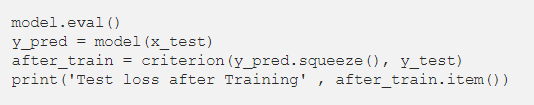 model.eval()
y_pred = model(x_test)
after_train = criterion(y_pred.squeeze(), y_test)
print('Test loss after Training' , after_train.item())